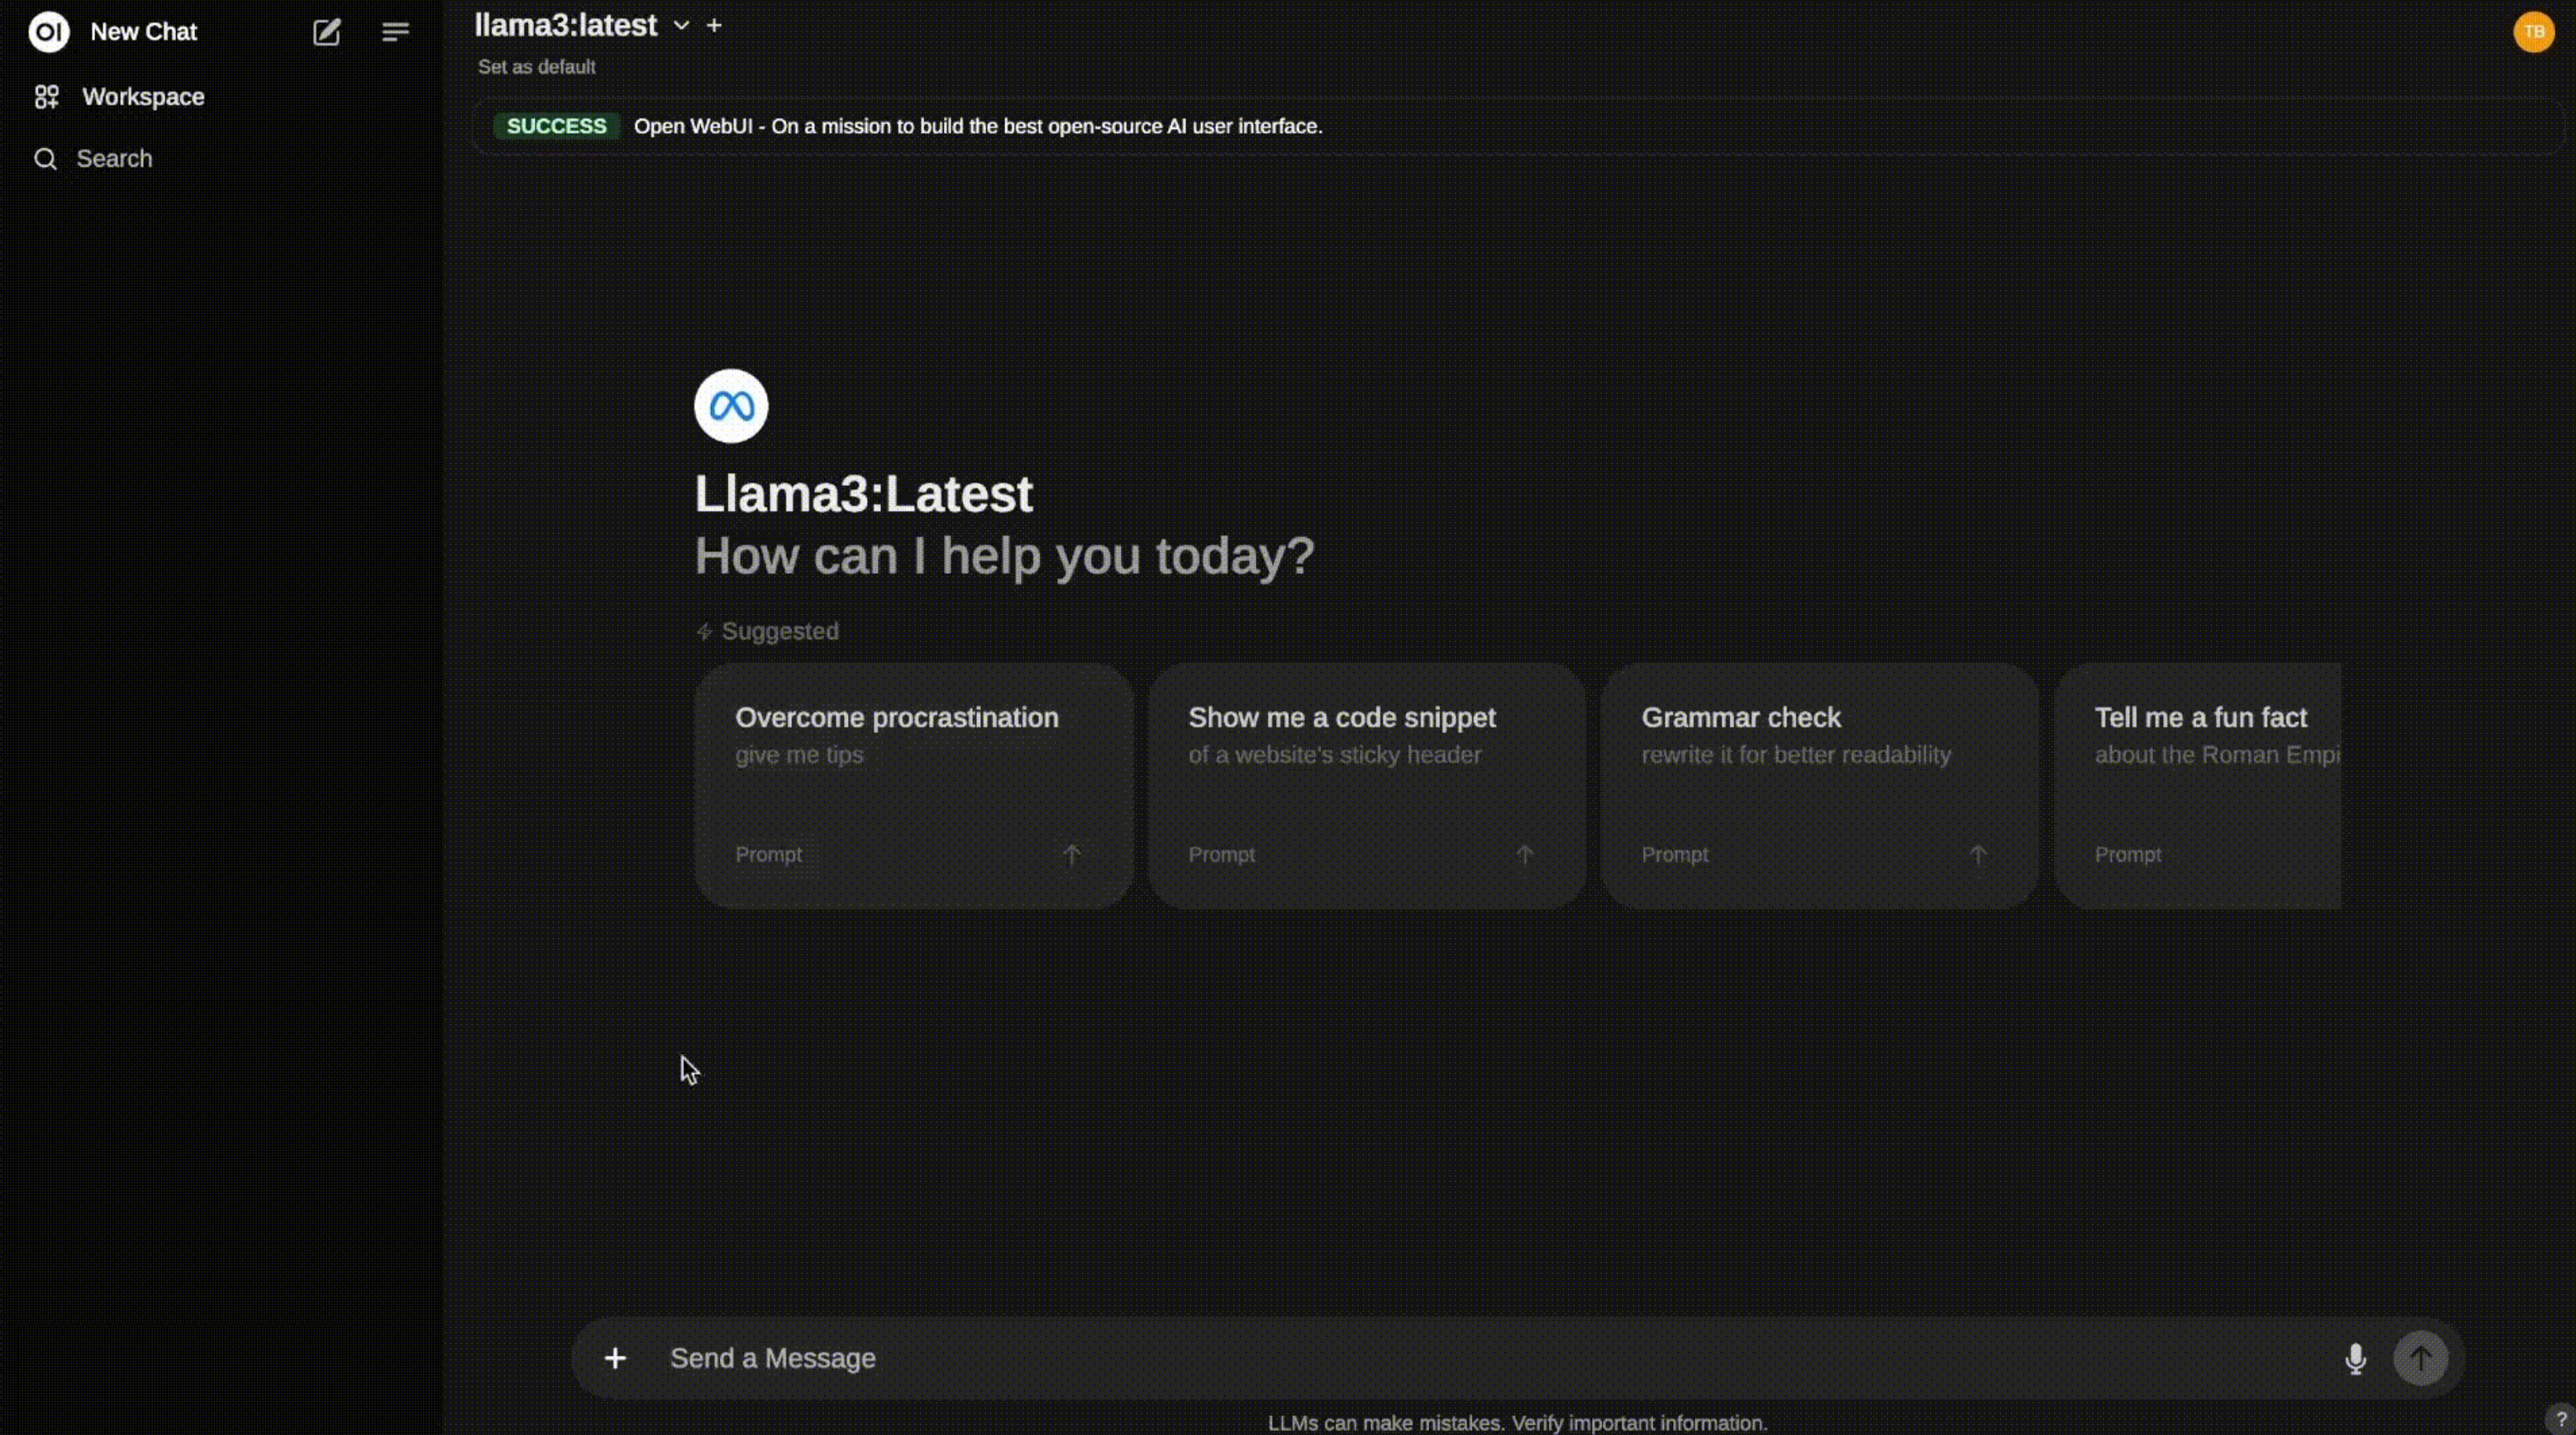 OI New Chat
Workspace
Search
llama3:latest
Set as default
TB
SUCCESS Open WebUI - On a mission to build the best open-source AI user interface.
Llama3:Latest
How can I help you today?
Suggested
Overcome procrastination
give me tips
Prompt
Show me a code snippet
of a website's sticky header
Prompt
Grammar check
rewrite it for better readability
Prompt
Tell me a fun fact
about the Roman Empi
Prompt
Send a Message
LLMs can make mistakes. Verify important information.
?